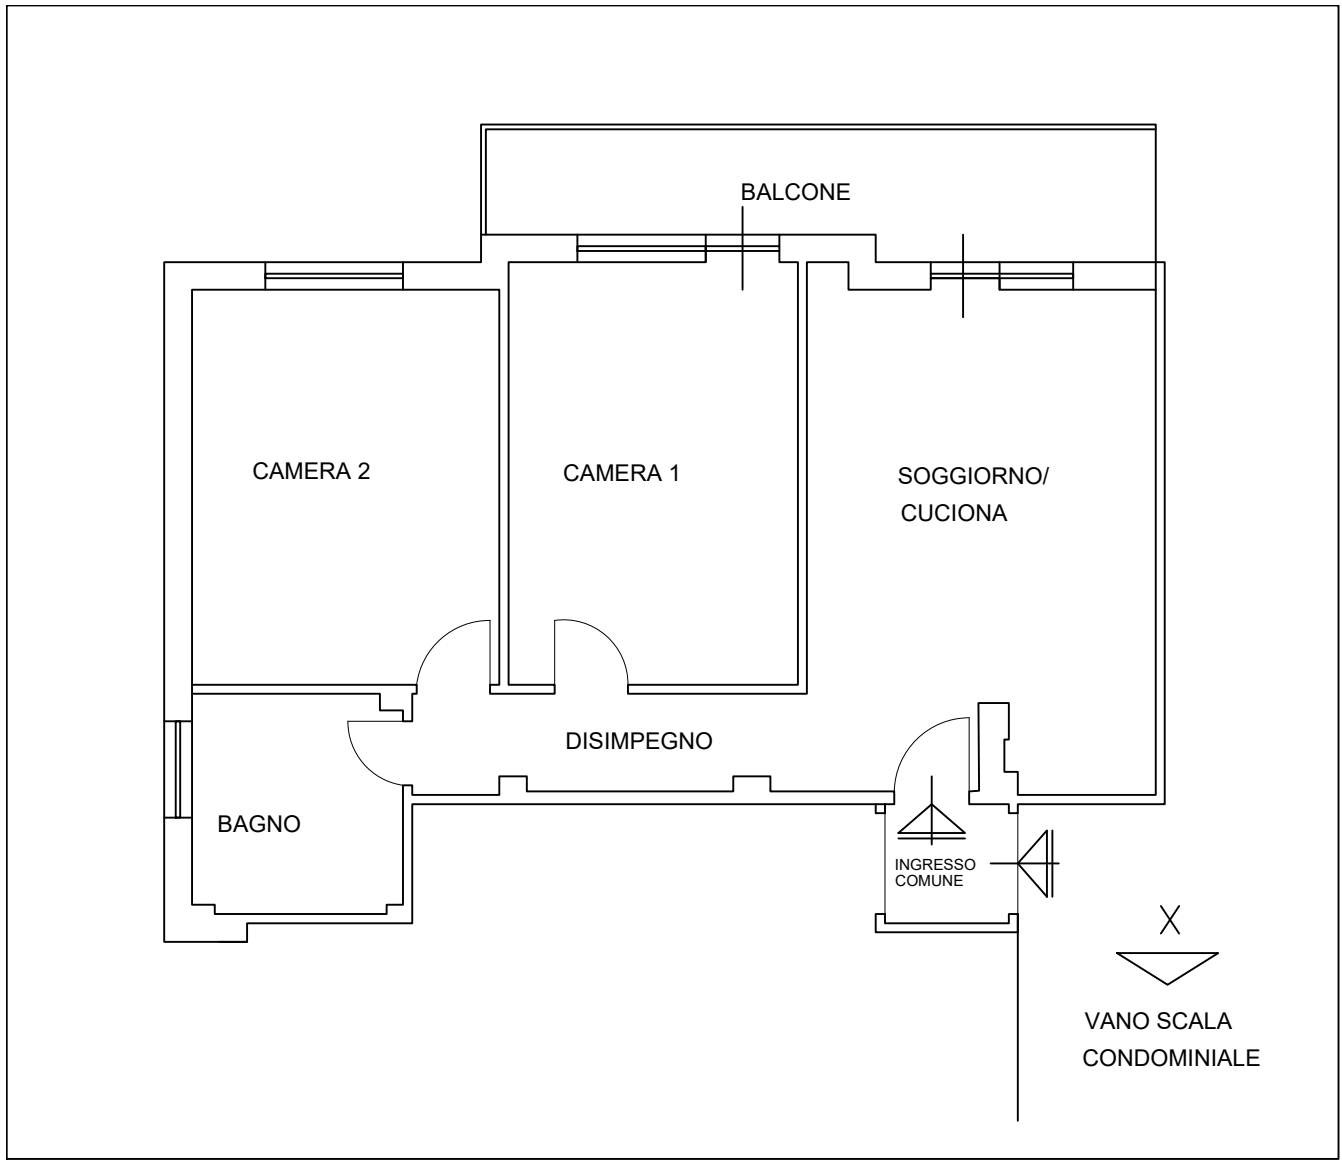 BALCONE
CAMERA 2
CAMERA 1
SOGGIORNO/
CUCIONA
DISIMPEGNO
BAGNO
INGRESSO
COMUNE
X
VANO SCALA
CONDOMINIALE